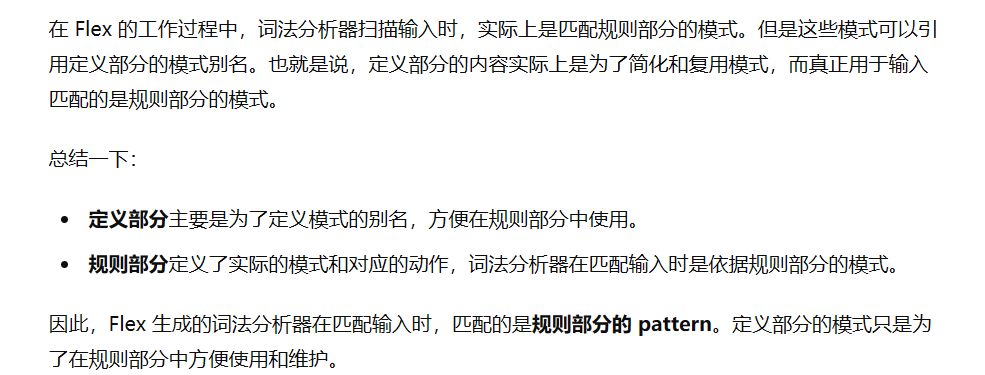 在 Flex 的工作过程中，词法分析器扫描输入时，实际上是匹配规则部分的模式。但是这些模式可以引
用定义部分的模式别名。也就是说，定义部分的内容实际上是为了简化和复用模式，而真正用于输入
匹配的是规则部分的模式。
总结一下：
• 定义部分主要是为了定义模式的别名，方便在规则部分中使用。
• 规则部分定义了实际的模式和对应的动作，词法分析器在匹配输入时是依据规则部分的模式。
因此，Flex 生成的词法分析器在匹配输入时，匹配的是规则部分的 pattern。定义部分的模式只是为
了在规则部分中方便使用和维护。